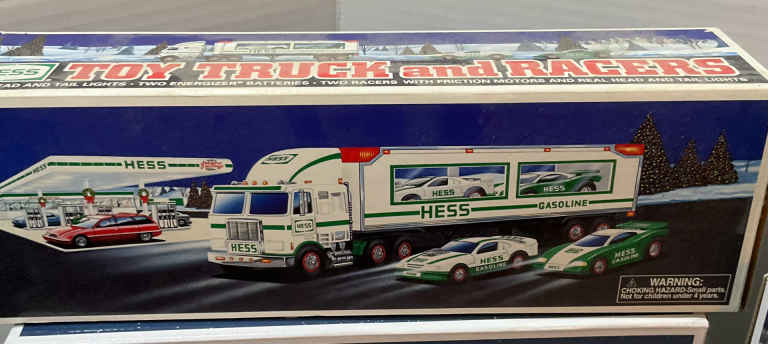 HESS
TOY TRUCK and RACERS
HEAD AND TAIL LIGHTS · TWO ENERGIZER® BATTERIES · TWO RACERS WITH FRICTION MOTORS AND REAL HEAD AND TAIL LIGHTS
HESS
HESS
HESS
HESS
HESS
GASOLINE
HESS
GASOLINE
HESS
GASOLINE
WARNING:
CHOKING HAZARD-Small parts.
Not for children under 4 years.